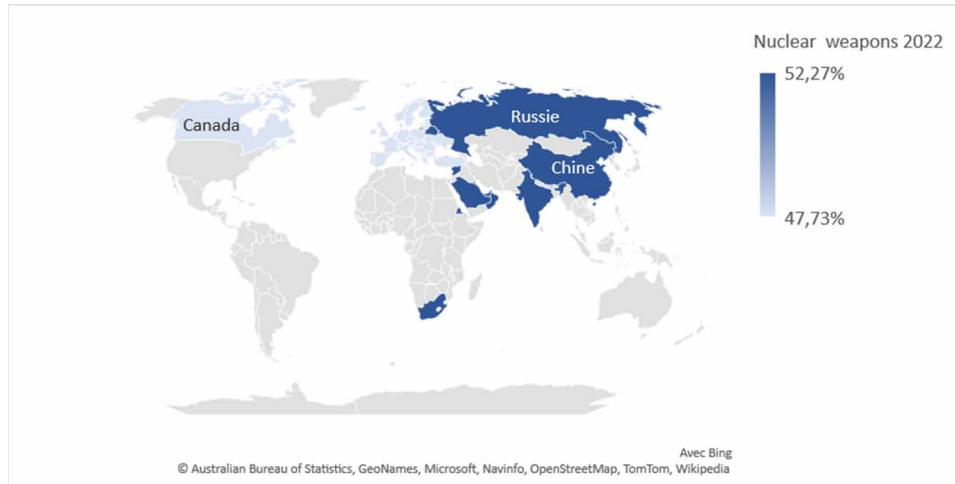 Nuclear weapons 2022
52,27%
47,73%
Canada
Russie
Chine
Avec Bing
© Australian Bureau of Statistics, GeoNames, Microsoft, Navinfo, OpenStreetMap, TomTom, Wikipedia